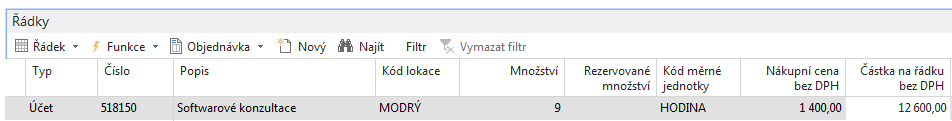 Řádky
Řádek Funkce Objednávka Nový Najít Filtr Vymazat filtr
Typ Číslo Popis Kód lokace Množství Rezervované množství Kód měrné jednotky Nákupní cena bez DPH Částka na řádku bez DPH
Účet 518150 Softwarové konzultace MODRÝ 9 HODINA 1 400,00 12 600,00